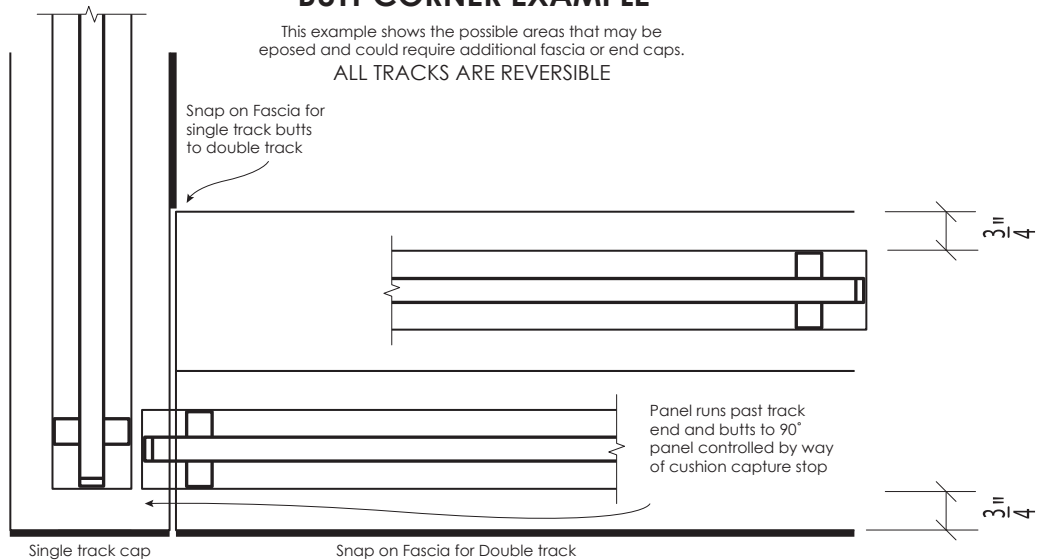 BUTT CORNER EXAMPLE
This example shows the possible areas that may be
eposed and could require additional fascia or end caps.
ALL TRACKS ARE REVERSIBLE
Snap on Fascia for
single track butts
to double track
3"
4
Panel runs past track
end and butts to 90°
panel controlled by way
of cushion capture stop
3"
4
Single track cap
Snap on Fascia for Double track